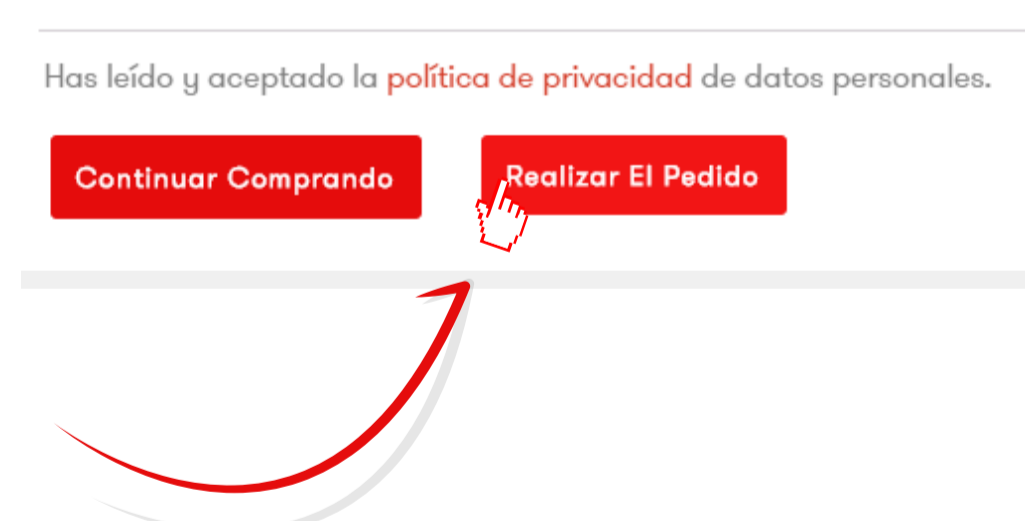 Has leído y aceptado la política de privacidad de datos personales.
Continuar Comprando
Realizar El Pedido